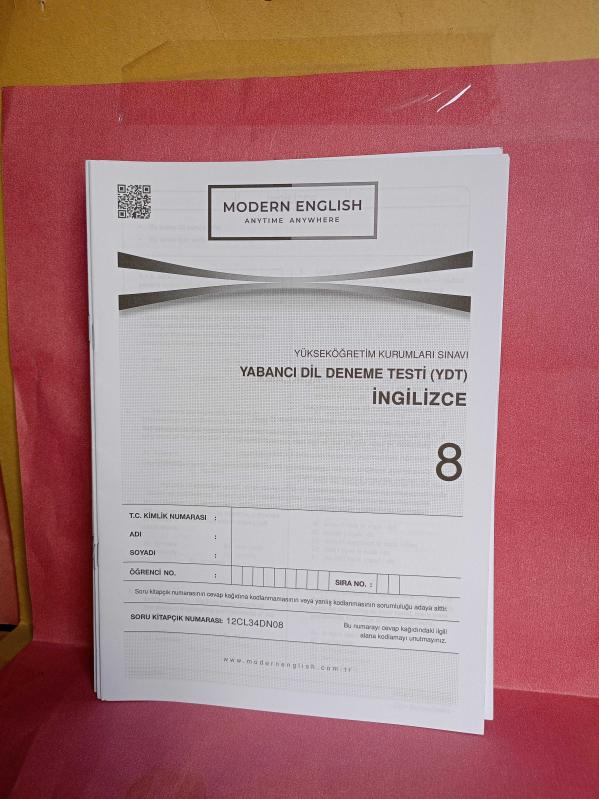 MODERN ENGLISH
ANYTIME ANYWHERE
YÜKSEKÖĞRETİM KURUMLARI SINAVI
YABANCI DİL DENEME TESTİ (YDT)
İNGİLİZCE
8
T.C. KİMLİK NUMARASI :
ADI :
SOYADI :
ÖĞRENCİ NO. : SIRA NO. :
Soru kitapçık numarasının cevap kağıdına kodlanmamasının veya yanlış kodlanmasının sorumluluğu adaya aittir.
SORU KİTAPÇIK NUMARASI: 12CL34DN08
Bu numarayı cevap kağıdındaki ilgili
alana kodlamayı unutmayınız.
www.modernenglish.com.tr